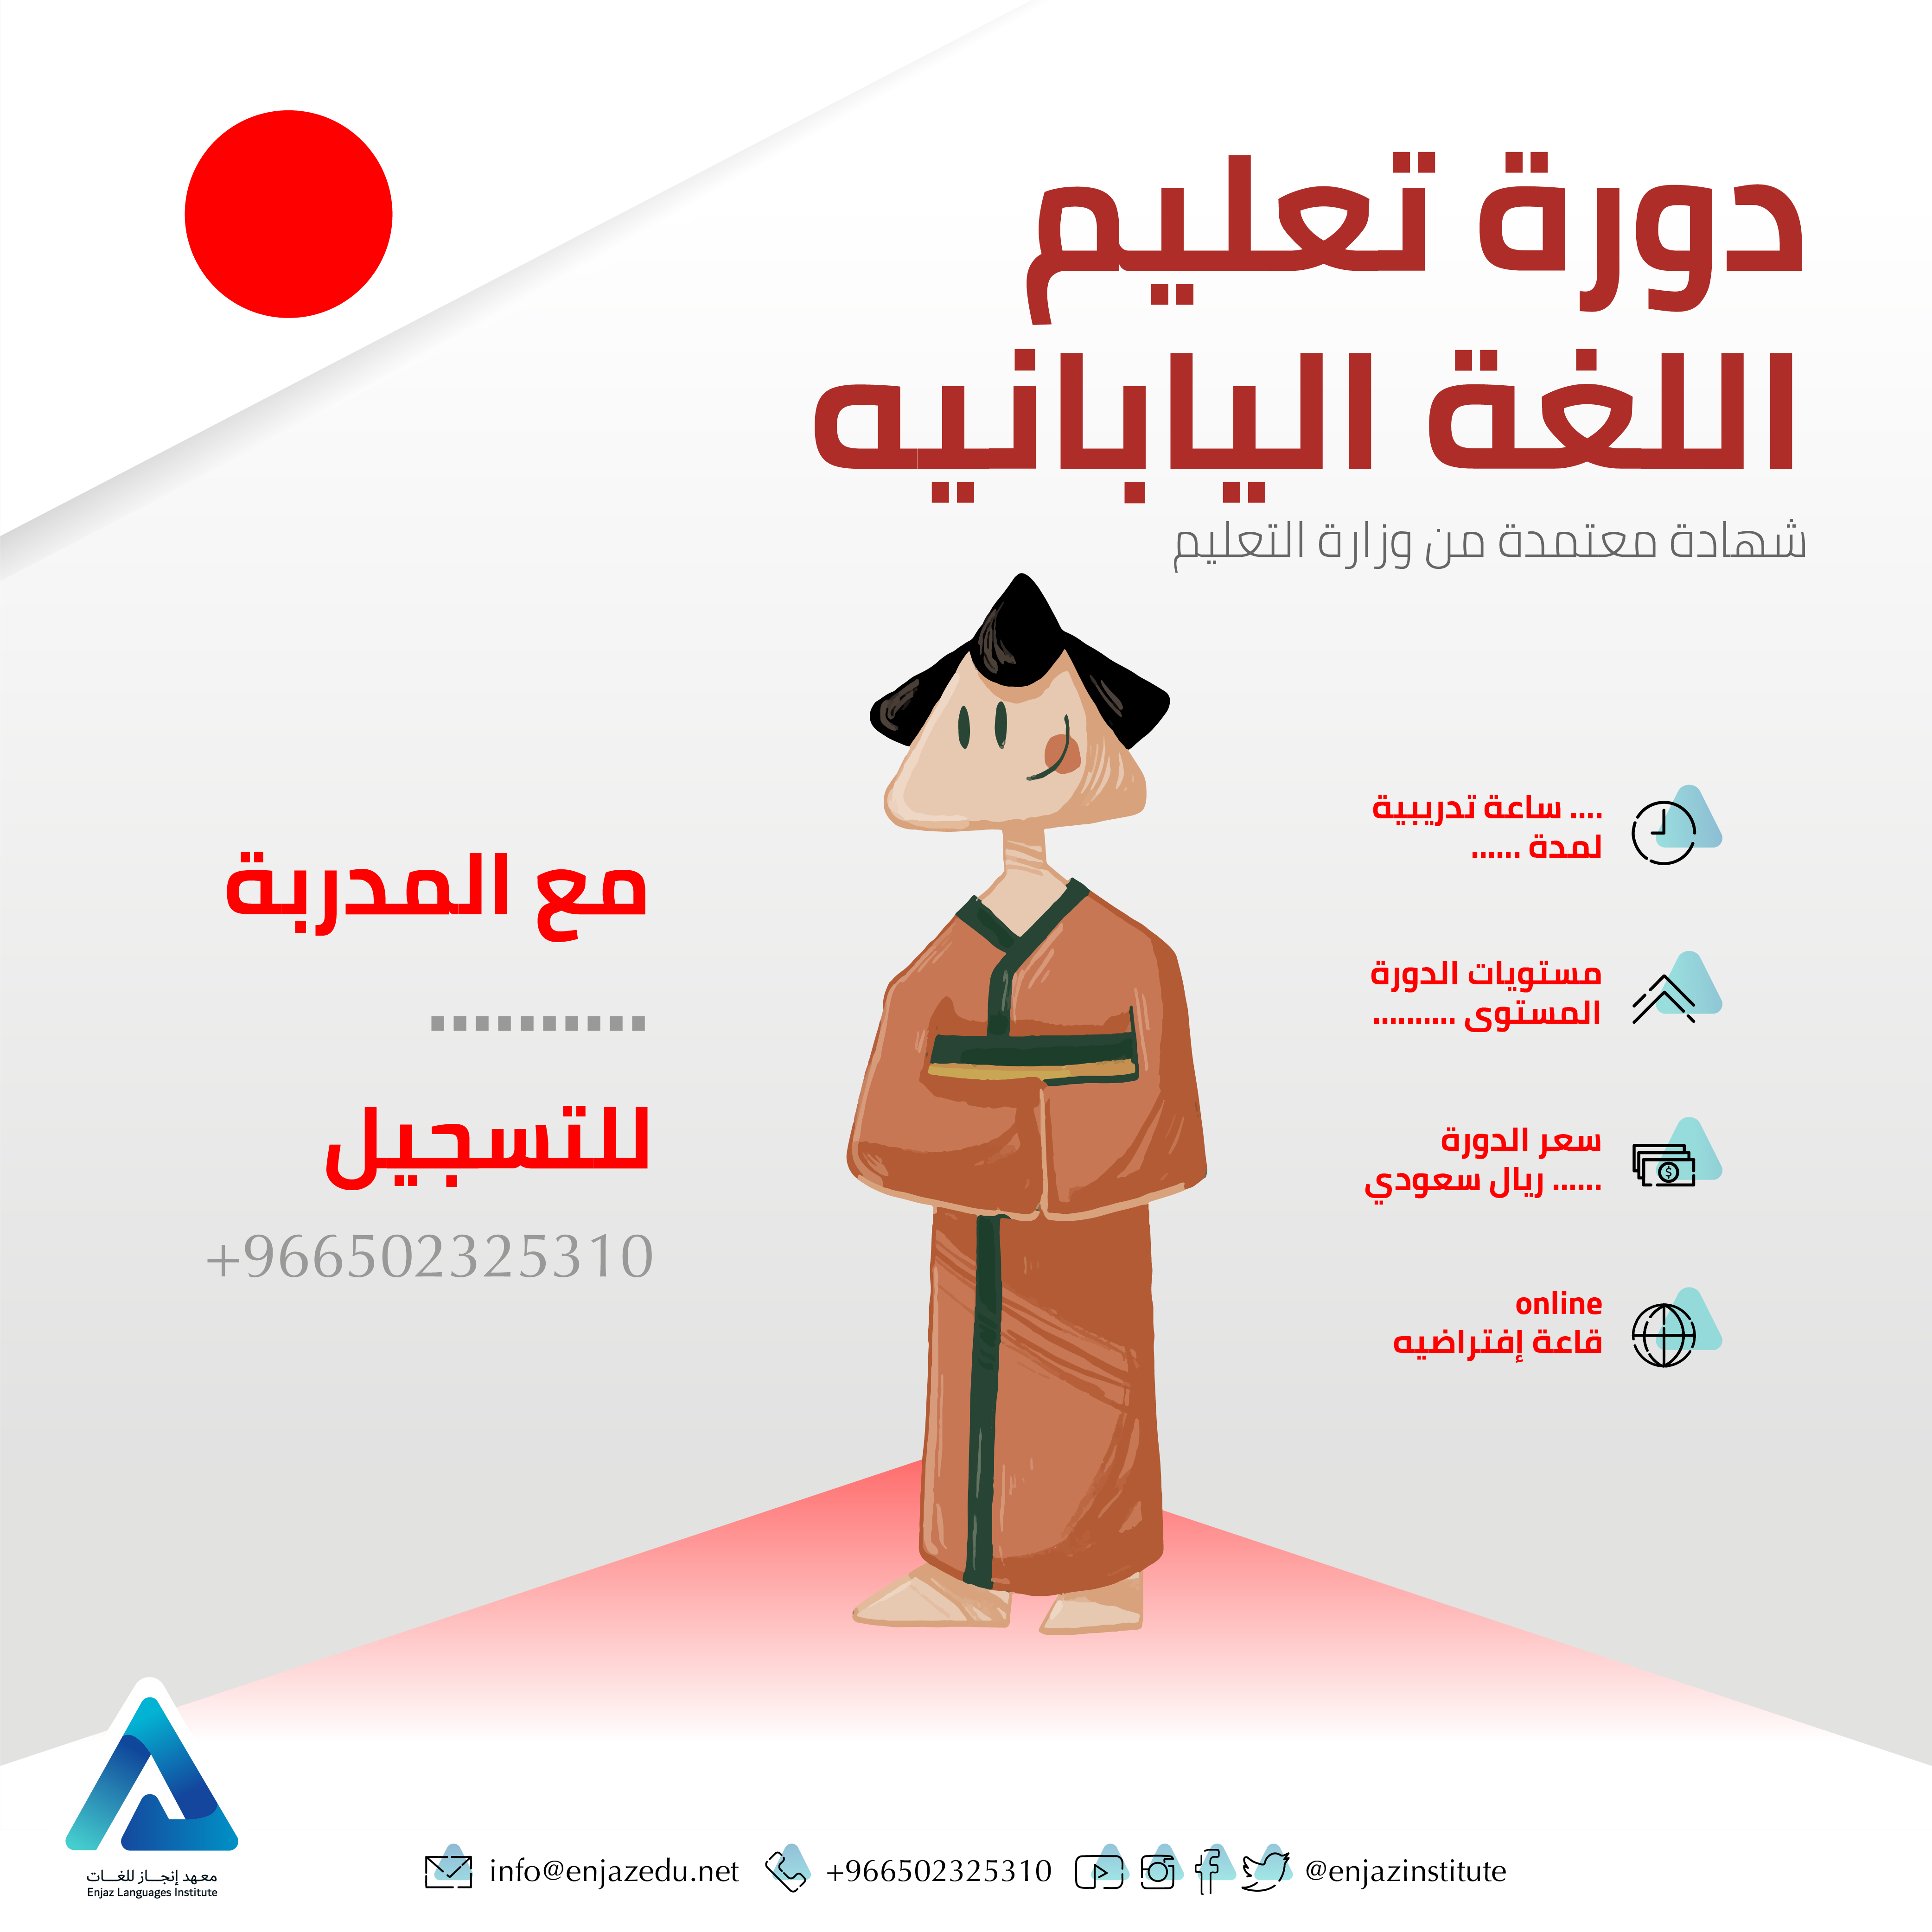 دورة تعليم
اللغة اليابانيه
شهادة معتمدة من وزارة التعليم
.... ساعة تدريبية
لمدة ......
مستويات الدورة
المستوى ..........
سعر الدورة
...... ريال سعودي
online
قاعة إفتراضيه
مع المدربة
..........
للتسجيل
+966502325310
معهد إنجاز للغات
Enjaz Languages Institute
info@enjazedu.net
+966502325310
@enjazinstitute